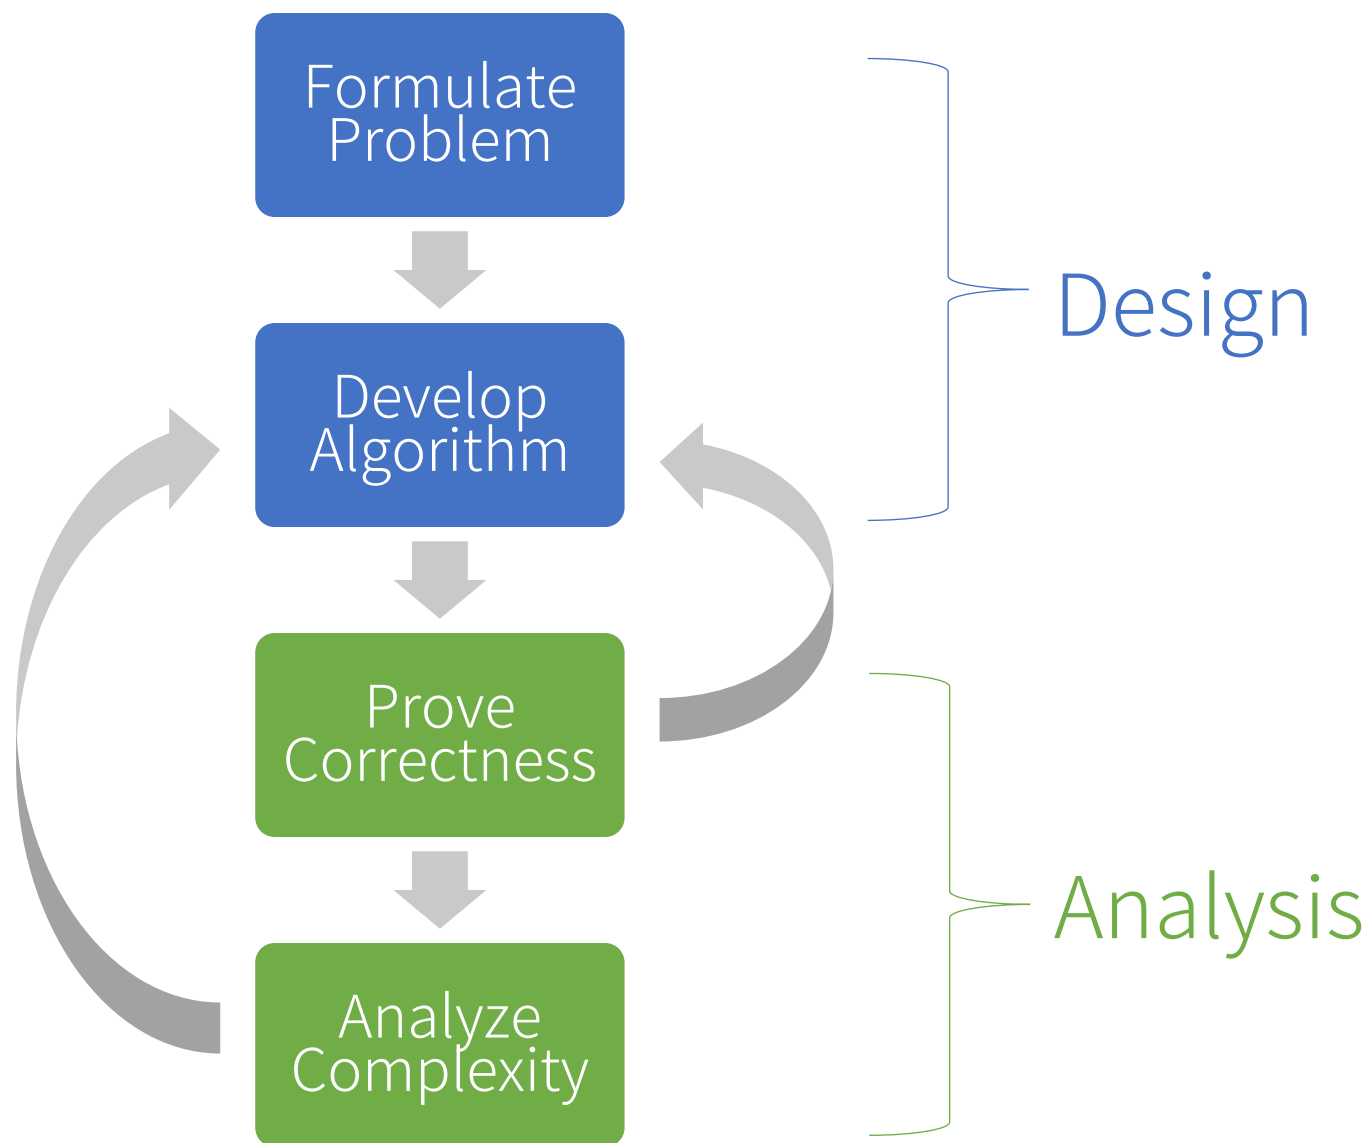 Formulate
Problem
Design
Develop
Algorithm
Prove
Correctness
Analysis
Analyze
Complexity